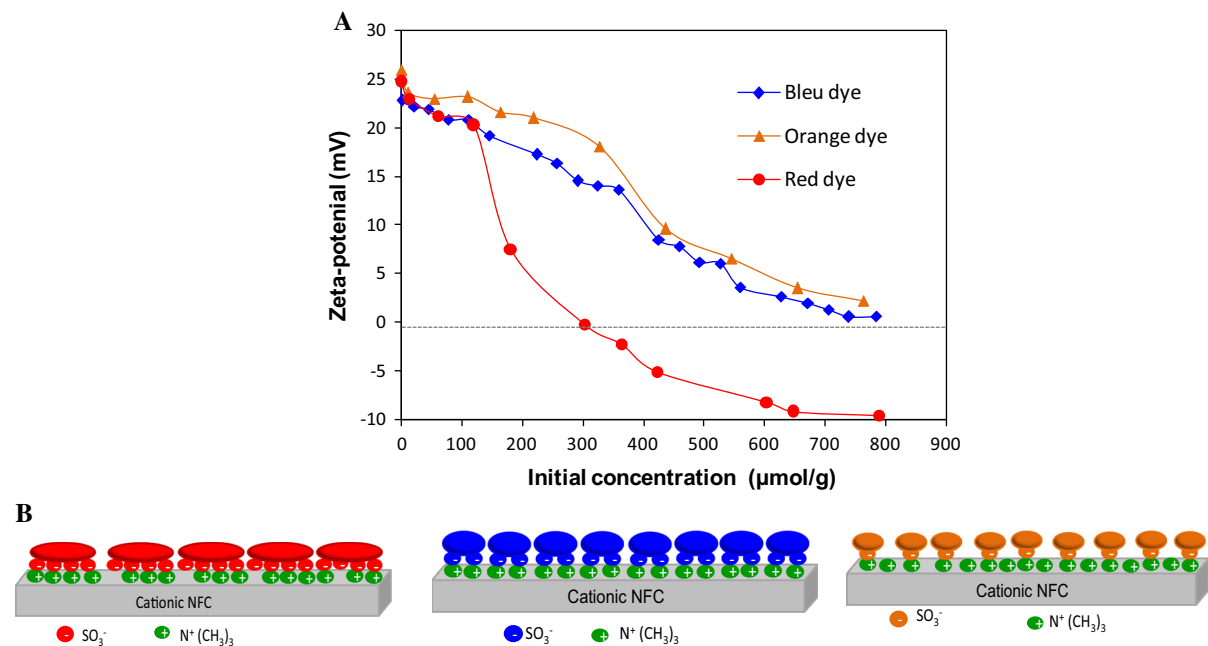 A
30
25
20
15
10
5
0
-5
-10
Zeta-potenial (mV)
Bleu dye
Orange dye
Red dye
0 100 200 300 400 500 600 700 800 900
Initial concentration (µmol/g)
B
Cationic NFC
SO₃⁻ N⁺(CH₃)₃
Cationic NFC
SO₃⁻ N⁺(CH₃)₃
Cationic NFC
SO₃⁻ N⁺(CH₃)₃